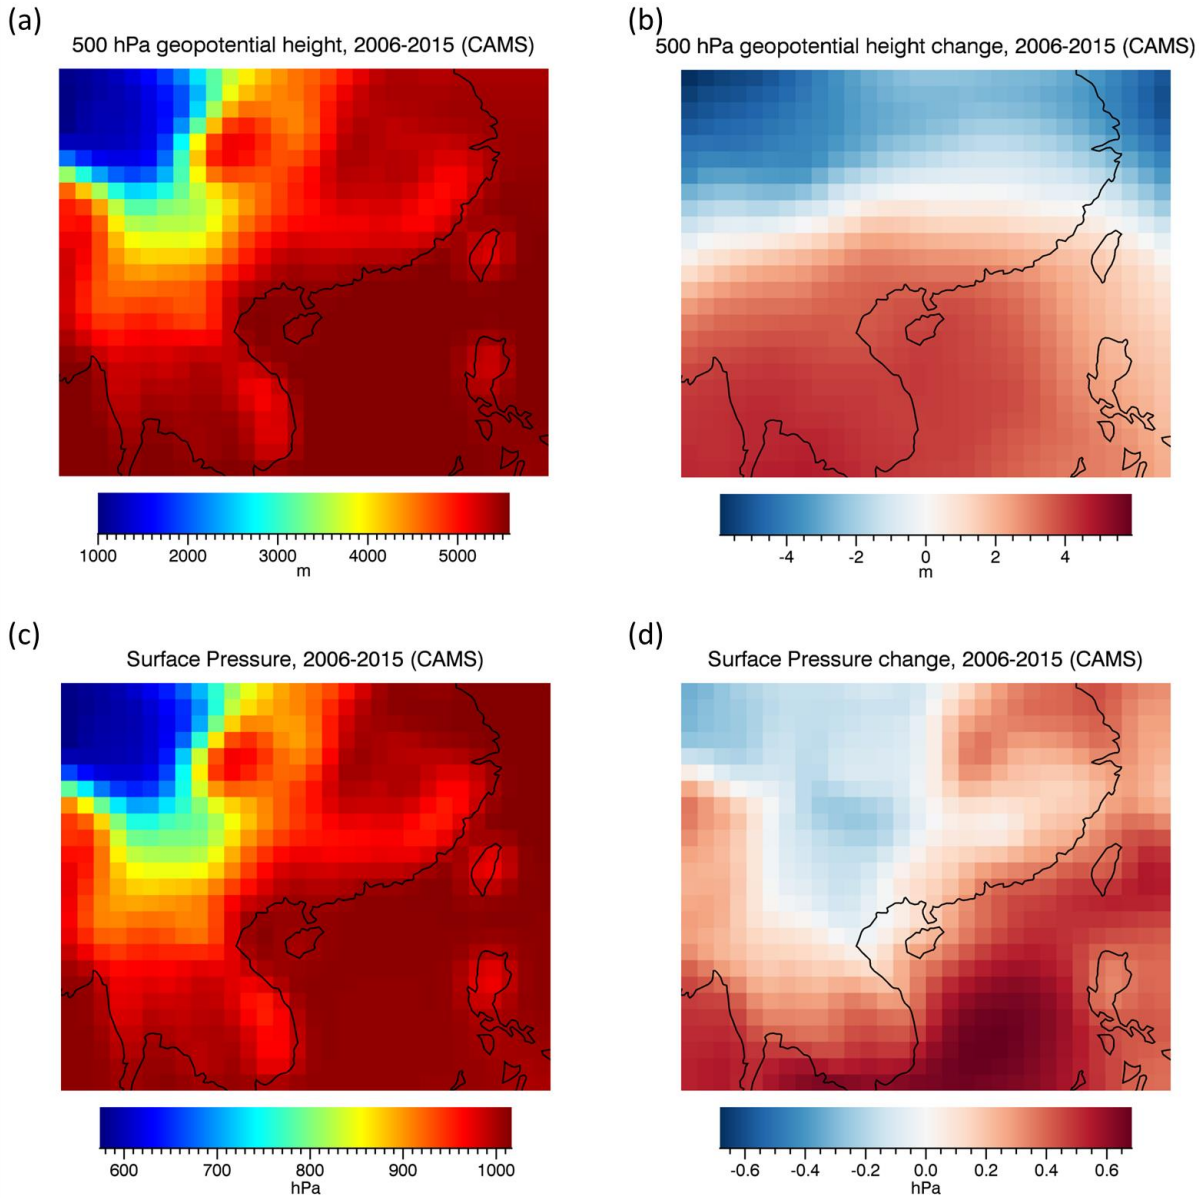 (a)
500 hPa geopotential height, 2006-2015 (CAMS)
1000 2000 3000 4000 5000
m
(b)
500 hPa geopotential height change, 2006-2015 (CAMS)
-4 -2 0 2 4
m
(c)
Surface Pressure, 2006-2015 (CAMS)
600 700 800 900 1000
hPa
(d)
Surface Pressure change, 2006-2015 (CAMS)
-0.6 -0.4 -0.2 0.0 0.2 0.4 0.6
hPa